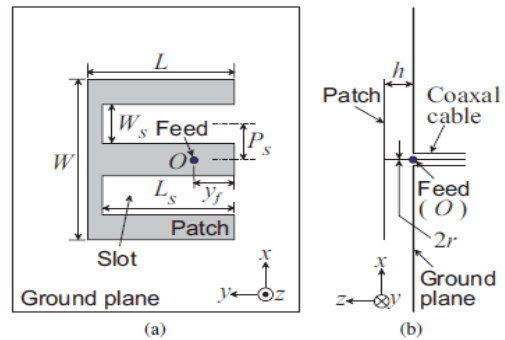 L
W
W_s
Feed
P_s
O
L_s
y_f
Patch
Slot
x
y
z
Ground plane
(a)
h
Patch
Coaxal
cable
Feed
(O)
2r
x
z
y
Ground
plane
(b)